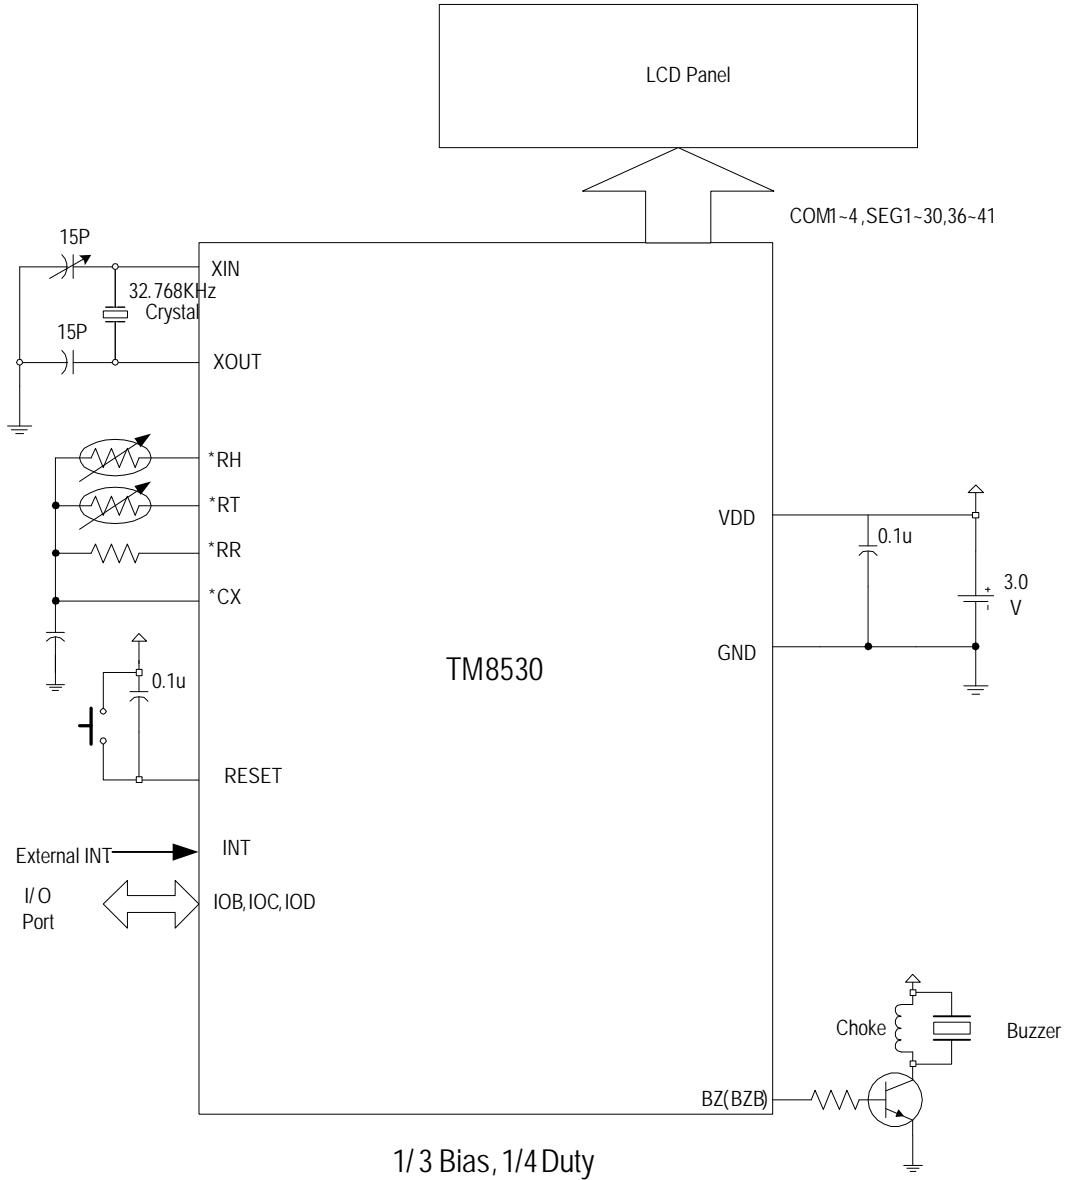 LCD Panel
COM1~4,SEG1~30,36~41
15P
XIN
32.768KHz
Crystal
15P
XOUT
*RH
*RT
*RR
*CX
VDD
0.1u
+
3.0
V
-
GND
TM8530
0.1u
RESET
External INT
INT
I/O
Port
IOB,IOC,IOD
Choke
Buzzer
BZ(BZB)
1/3 Bias, 1/4 Duty